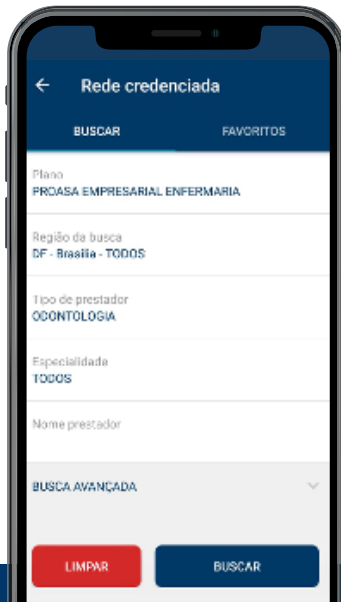 Rede credenciada
BUSCAR FAVORITOS
Plano
PROASA EMPRESARIAL ENFERMARIA
Região da busca
DF - Brasilia - TODOS
Tipo de prestador
ODONTOLOGIA
Especialidade
TODOS
Nome prestador
BUSCA AVANÇADA
LIMPAR BUSCAR